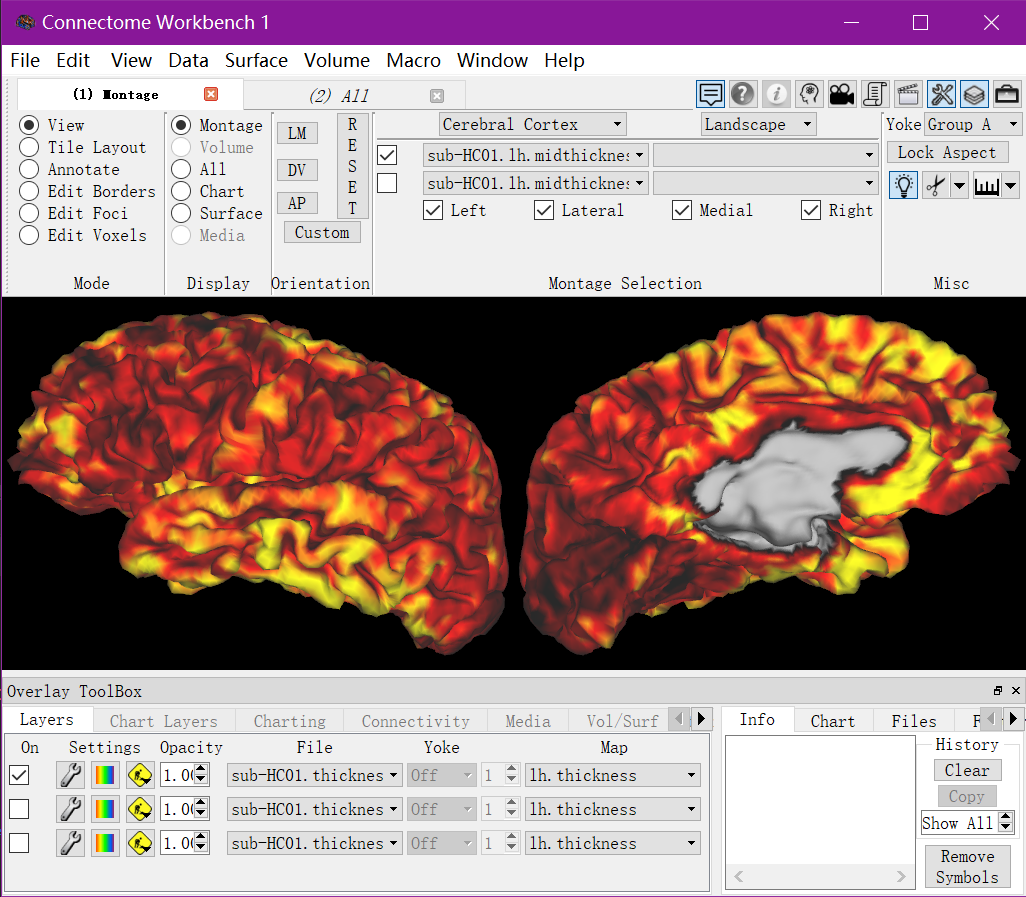 Connectome Workbench 1
File Edit View Data Surface Volume Macro Window Help
(1) Montage (2) All
View
Tile Layout
Annotate
Edit Borders
Edit Foci
Edit Voxels
Mode
Montage
Volume
All
Chart
Surface
Media
Display
LM
DV
AP
RESET
Custom
Orientation
Cerebral Cortex Landscape
sub-HC01.lh.midthicknes
sub-HC01.lh.midthicknes
Left Lateral Medial Right
Montage Selection
Yoke Group A
Lock Aspect
Misc
Overlay ToolBox
Layers Chart Layers Charting Connectivity Media Vol/Surf
On Settings Opacity File Yoke Map
1.00 sub-HC01.thicknes Off 1 lh.thickness
1.00 sub-HC01.thicknes Off 1 lh.thickness
1.00 sub-HC01.thicknes Off 1 lh.thickness
Info Chart Files
History
Clear
Copy
Show All
Remove
Symbols